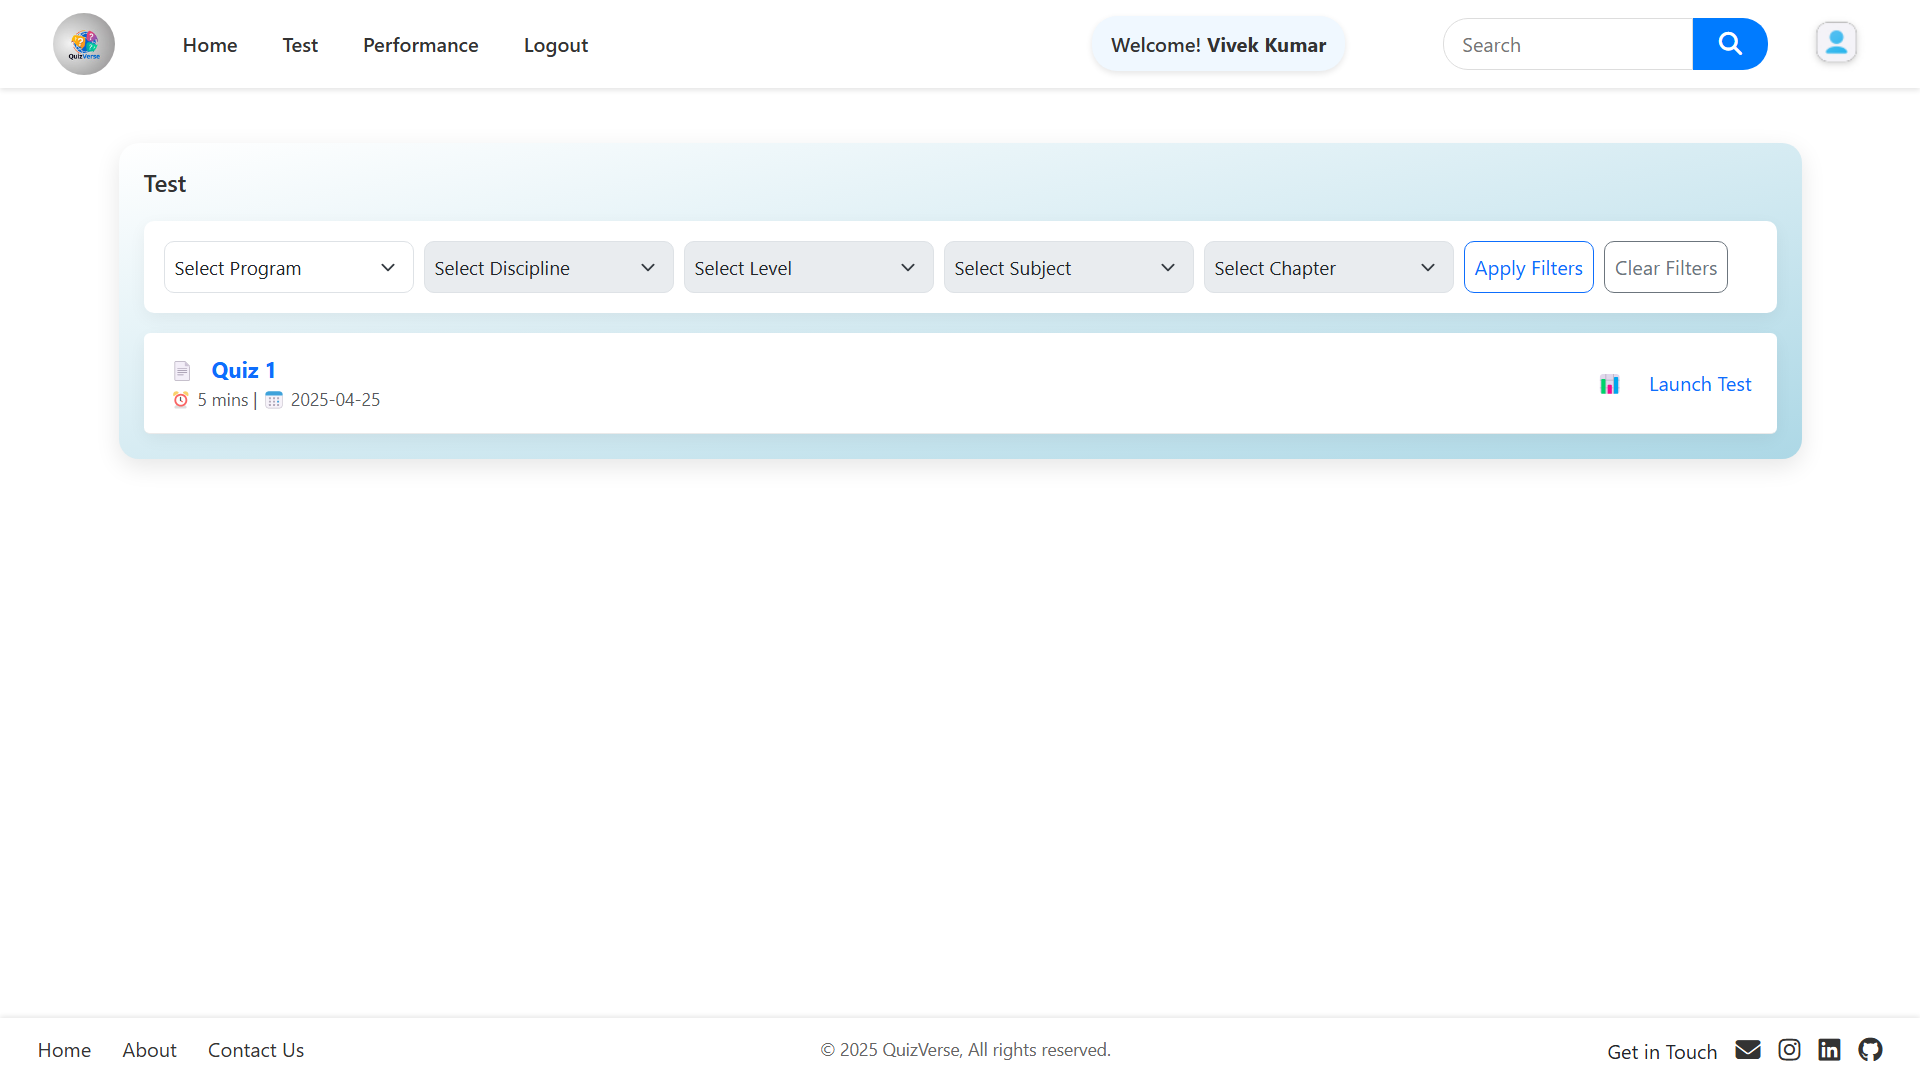 QuizVerse
Home
Test
Performance
Logout
Welcome! Vivek Kumar
Search
Test
Select Program
Select Discipline
Select Level
Select Subject
Select Chapter
Apply Filters
Clear Filters
Quiz 1
5 mins | 2025-04-25
Launch Test
Home
About
Contact Us
© 2025 QuizVerse, All rights reserved.
Get in Touch